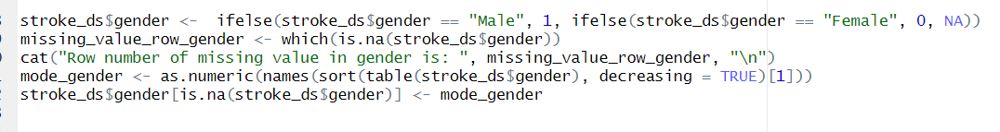 stroke_ds$gender <-  ifelse(stroke_ds$gender == "Male", 1, ifelse(stroke_ds$gender == "Female", 0, NA))
missing_value_row_gender <- which(is.na(stroke_ds$gender))
cat("Row number of missing value in gender is: ", missing_value_row_gender, "\n")
mode_gender <- as.numeric(names(sort(table(stroke_ds$gender), decreasing = TRUE)[1]))
stroke_ds$gender[is.na(stroke_ds$gender)] <- mode_gender